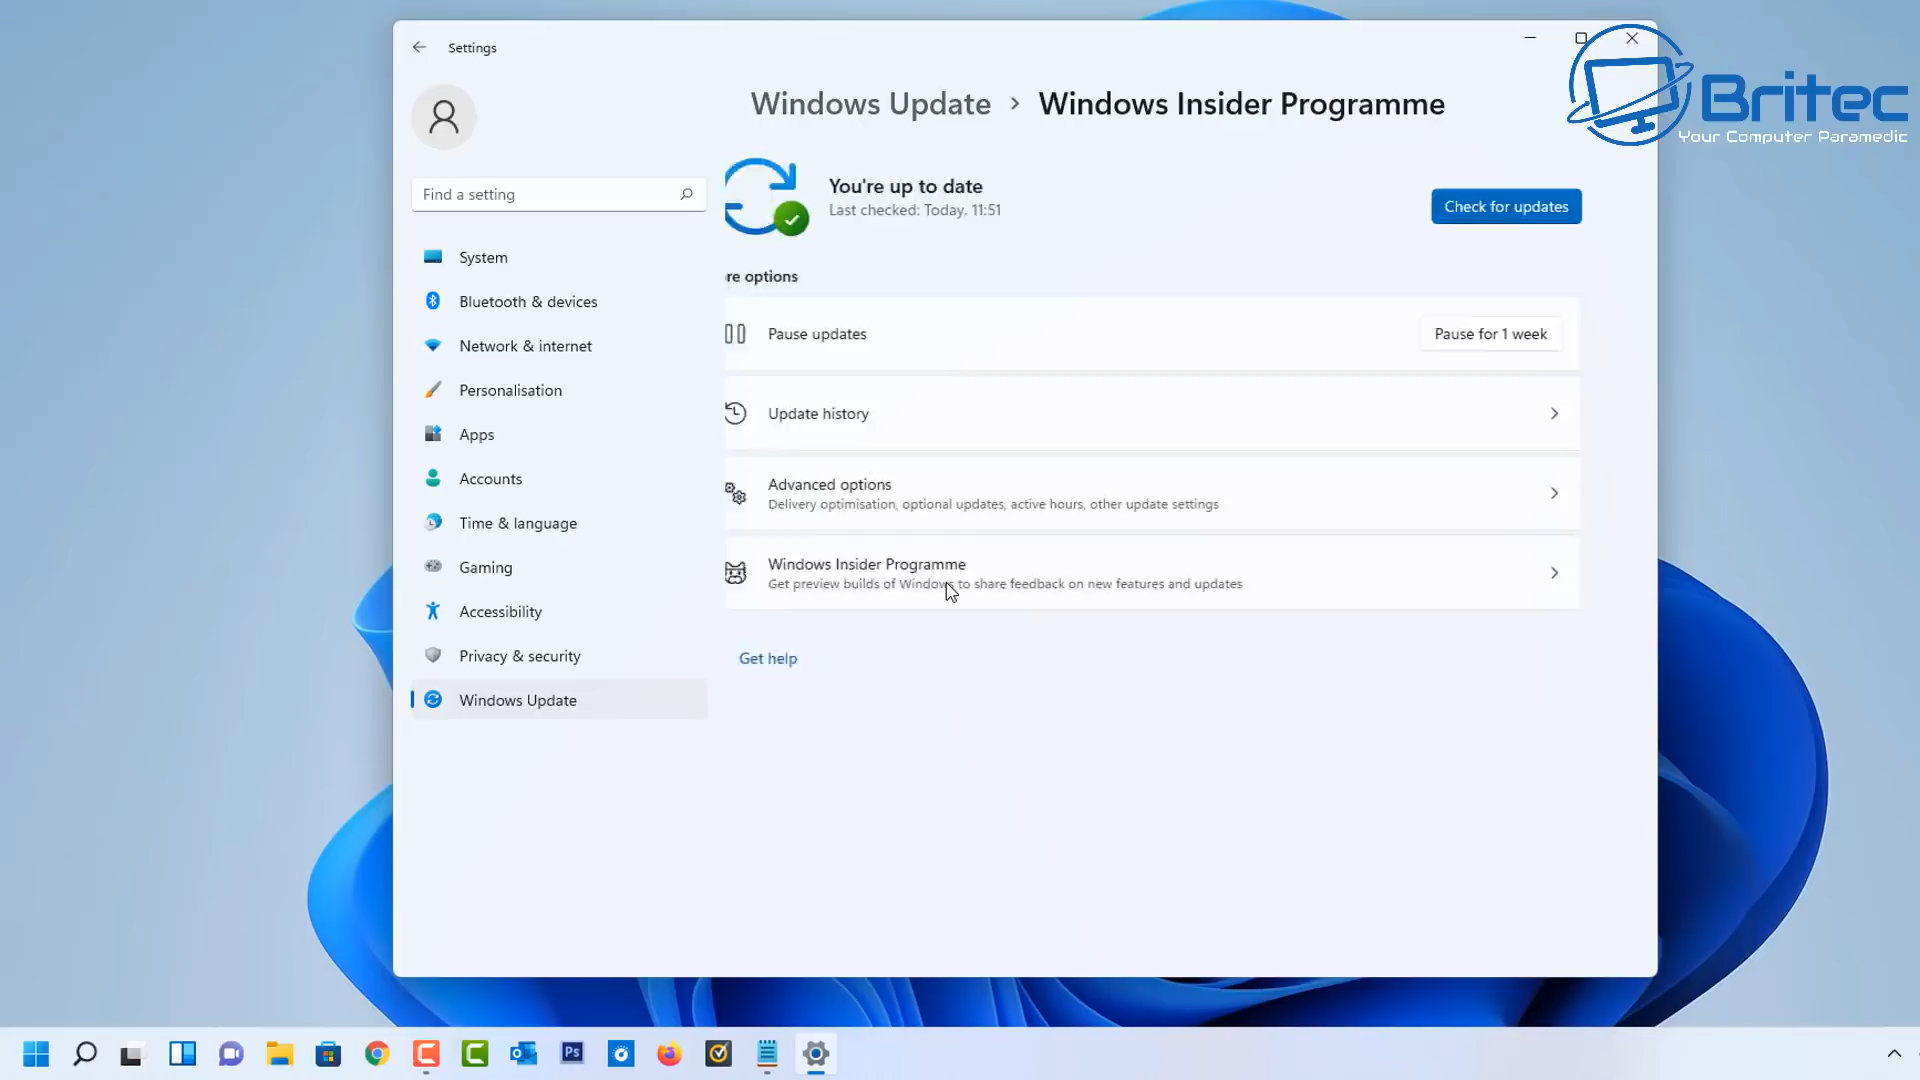 Settings
Britec
Your Computer Paramedic
Windows Update > Windows Insider Programme
Find a setting
You're up to date
Last checked: Today, 11:51
Check for updates
re options
System
Bluetooth & devices
Network & internet
Personalisation
Apps
Accounts
Time & language
Gaming
Accessibility
Privacy & security
Windows Update
Pause updates
Pause for 1 week
Update history
Advanced options
Delivery optimisation, optional updates, active hours, other update settings
Windows Insider Programme
Get preview builds of Windows to share feedback on new features and updates
Get help
Ps